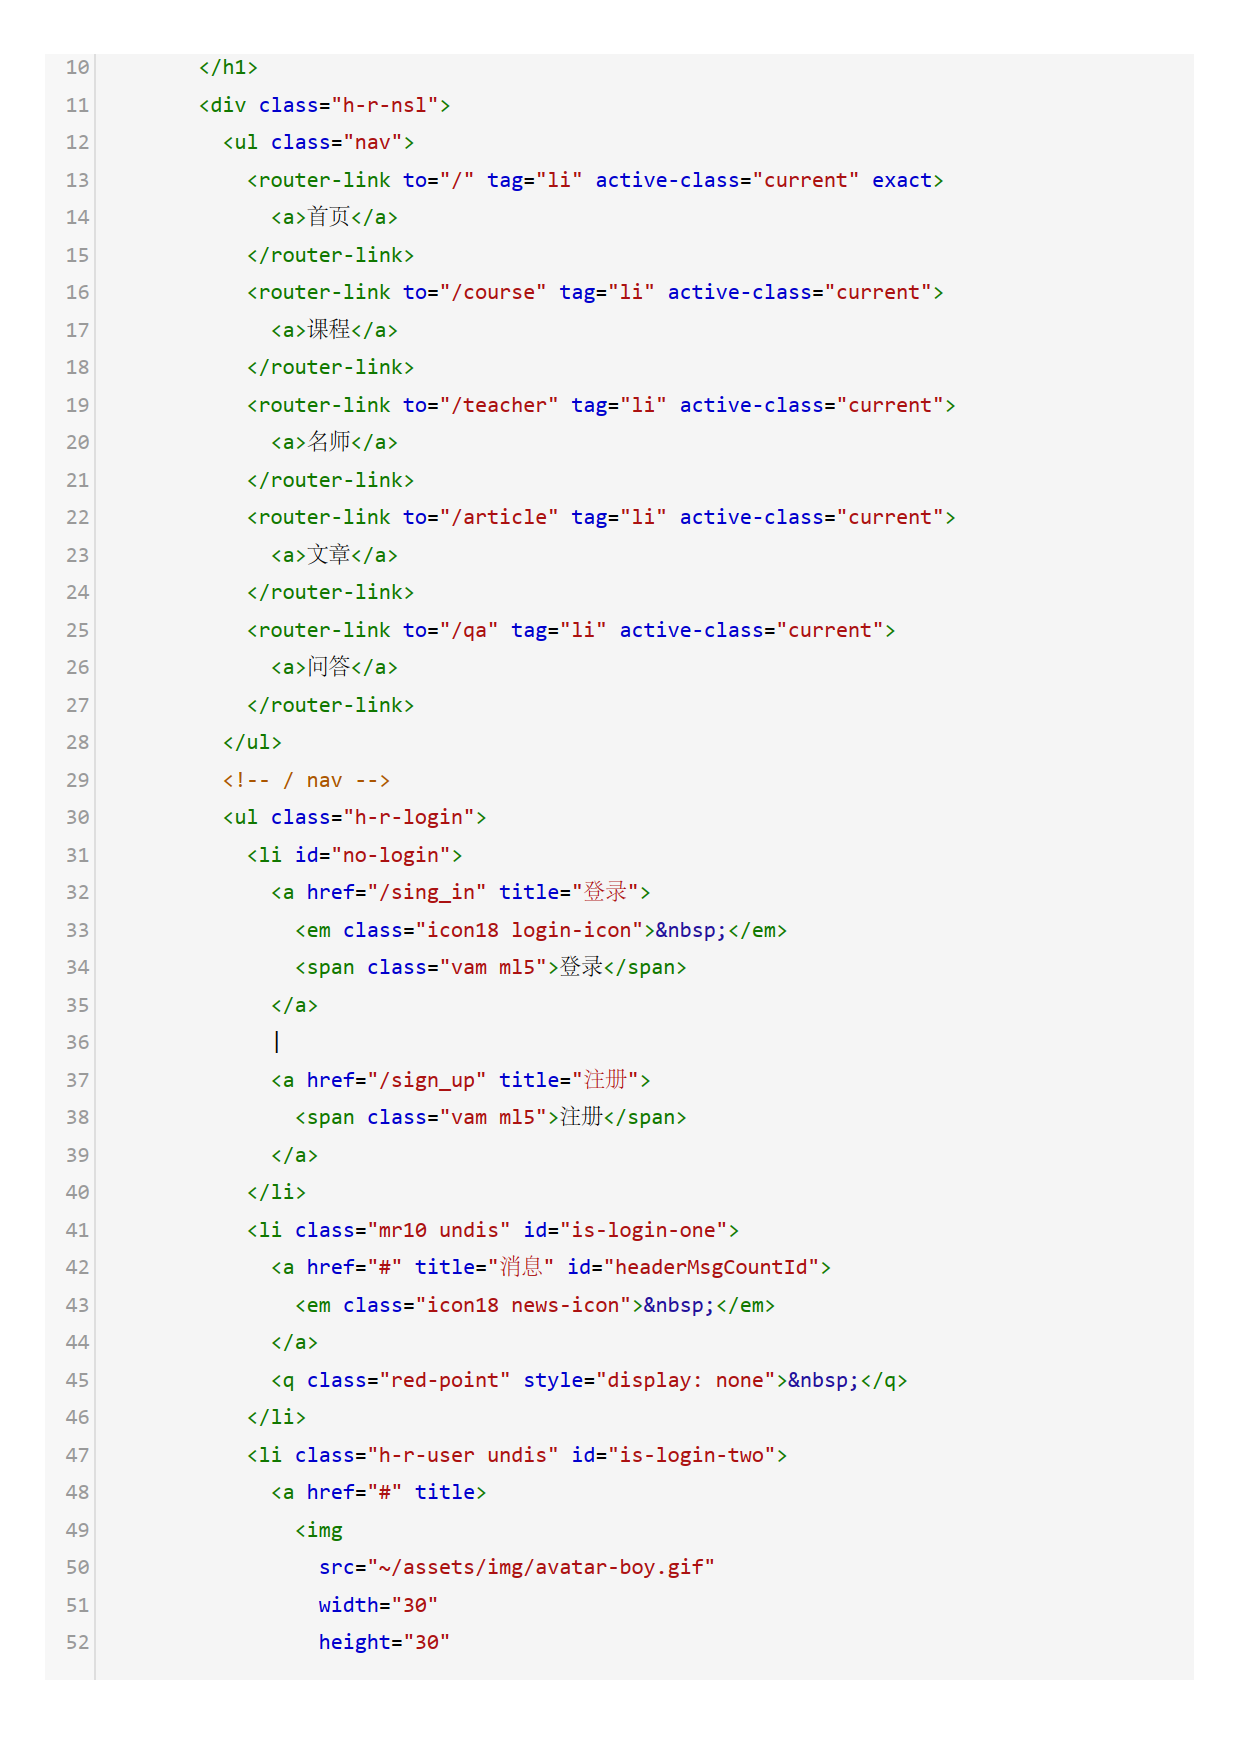 10 </h1>
11 <div class="h-r-nsl">
12 <ul class="nav">
13 <router-link to="/" tag="li" active-class="current" exact>
14 <a>首页</a>
15 </router-link>
16 <router-link to="/course" tag="li" active-class="current">
17 <a>课程</a>
18 </router-link>
19 <router-link to="/teacher" tag="li" active-class="current">
20 <a>名师</a>
21 </router-link>
22 <router-link to="/article" tag="li" active-class="current">
23 <a>文章</a>
24 </router-link>
25 <router-link to="/qa" tag="li" active-class="current">
26 <a>问答</a>
27 </router-link>
28 </ul>
29 <!-- / nav -->
30 <ul class="h-r-login">
31 <li id="no-login">
32 <a href="/sing_in" title="登录">
33 <em class="icon18 login-icon">&nbsp;</em>
34 <span class="vam ml5">登录</span>
35 </a>
36 |
37 <a href="/sign_up" title="注册">
38 <span class="vam ml5">注册</span>
39 </a>
40 </li>
41 <li class="mr10 undis" id="is-login-one">
42 <a href="#" title="消息" id="headerMsgCountId">
43 <em class="icon18 news-icon">&nbsp;</em>
44 </a>
45 <q class="red-point" style="display: none">&nbsp;</q>
46 </li>
47 <li class="h-r-user undis" id="is-login-two">
48 <a href="#" title>
49 <img
50 src="~/assets/img/avatar-boy.gif"
51 width="30"
52 height="30"